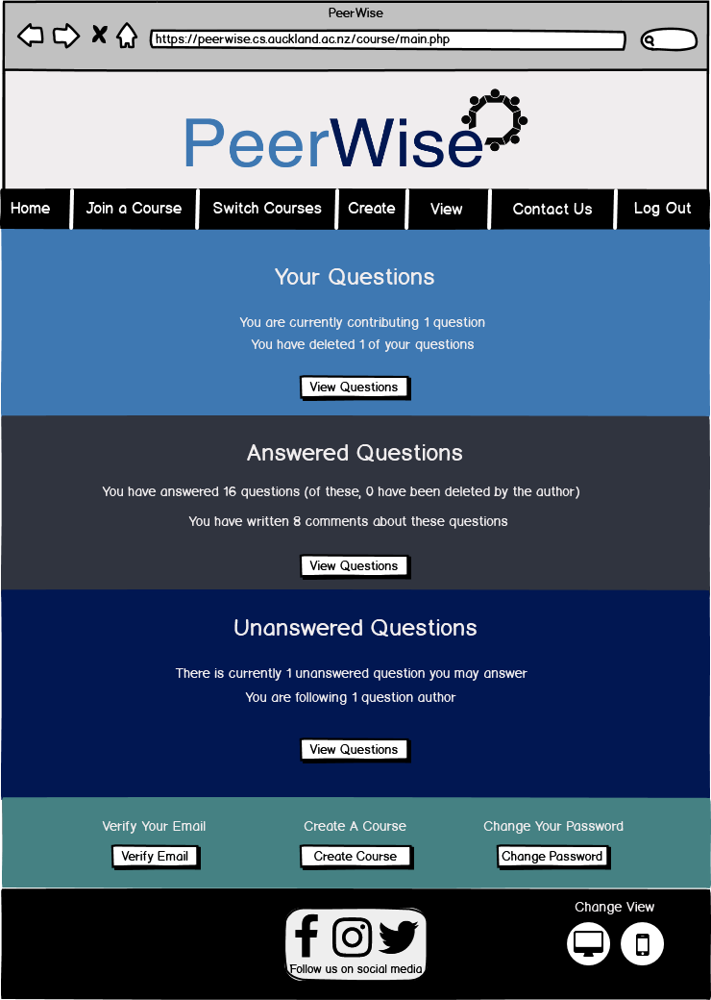 PeerWise
https://peerwise.cs.auckland.ac.nz/course/main.php
PeerWise
Home Join a Course Switch Courses Create View Contact Us Log Out
Your Questions
You are currently contributing 1 question
You have deleted 1 of your questions
View Questions
Answered Questions
You have answered 16 questions (of these, 0 have been deleted by the author)
You have written 8 comments about these questions
View Questions
Unanswered Questions
There is currently 1 unanswered question you may answer
You are following 1 question author
View Questions
Verify Your Email Create A Course Change Your Password
Verify Email Create Course Change Password
Change View
Follow us on social media